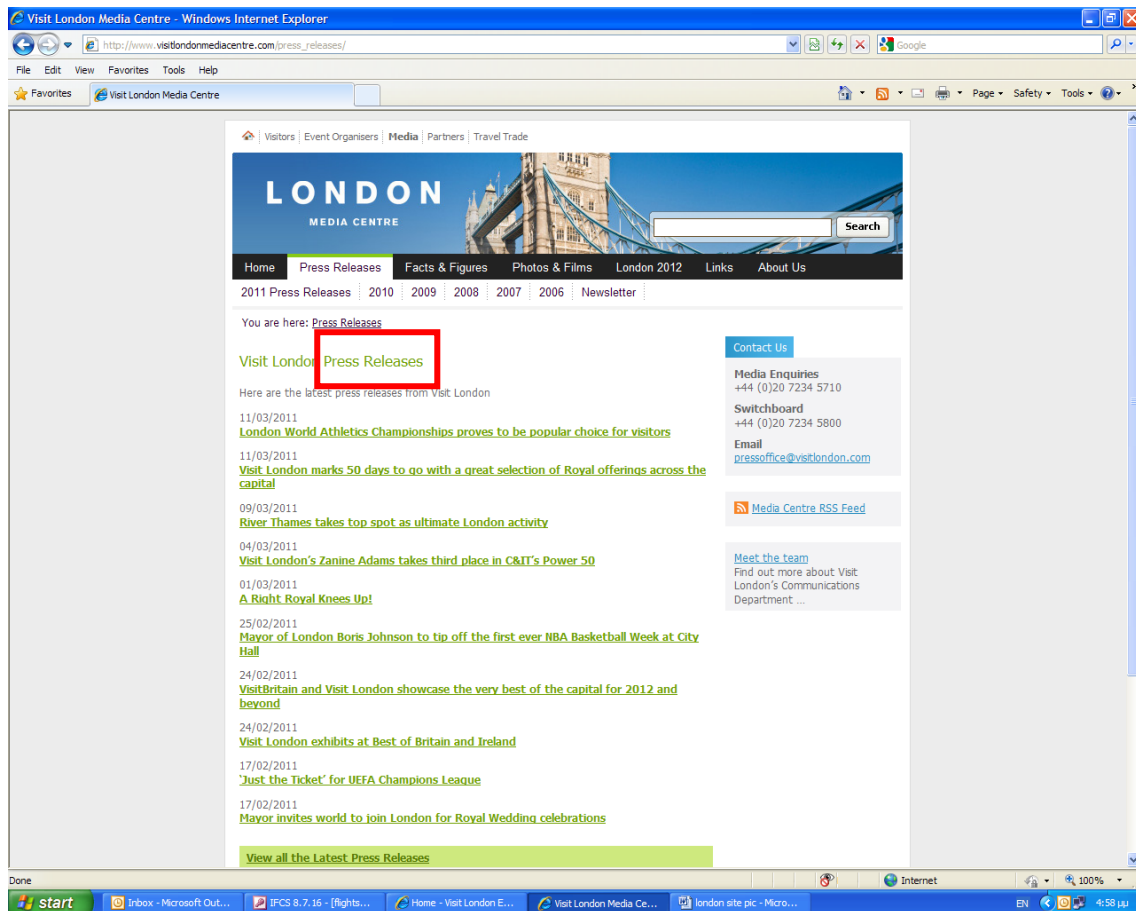 Visit London Media Centre - Windows Internet Explorer
http://www.visitlondonmediacentre.com/press_releases/
Google
File Edit View Favorites Tools Help
Favorites
Visit London Media Centre
Page Safety Tools
Visitors Event Organisers Media Partners Travel Trade
LONDON
MEDIA CENTRE
Search
Home Press Releases Facts & Figures Photos & Films London 2012 Links About Us
2011 Press Releases 2010 2009 2008 2007 2006 Newsletter
You are here: Press Releases
Visit London Press Releases
Here are the latest press releases from Visit London
11/03/2011
London World Athletics Championships proves to be popular choice for visitors
11/03/2011
Visit London marks 50 days to go with a great selection of Royal offerings across the
capital
09/03/2011
River Thames takes top spot as ultimate London activity
04/03/2011
Visit London's Zanine Adams takes third place in C&IT's Power 50
01/03/2011
A Right Royal Knees Up!
25/02/2011
Mayor of London Boris Johnson to tip off the first ever NBA Basketball Week at City
Hall
24/02/2011
VisitBritain and Visit London showcase the very best of the capital for 2012 and
beyond
24/02/2011
Visit London exhibits at Best of Britain and Ireland
17/02/2011
'Just the Ticket' for UEFA Champions League
17/02/2011
Mayor invites world to join London for Royal Wedding celebrations
View all the Latest Press Releases
Contact Us
Media Enquiries
+44 (0)20 7234 5710
Switchboard
+44 (0)20 7234 5800
Email
pressoffice@visitlondon.com
Media Centre RSS Feed
Meet the team
Find out more about Visit
London's Communications
Department ...
Done
Internet
100%
start
Inbox - Microsoft Out...
IFCS 8.7.16 - [flights...
Home - Visit London E...
Visit London Media Ce...
london site pic - Micro...
EN
4:58 μμ